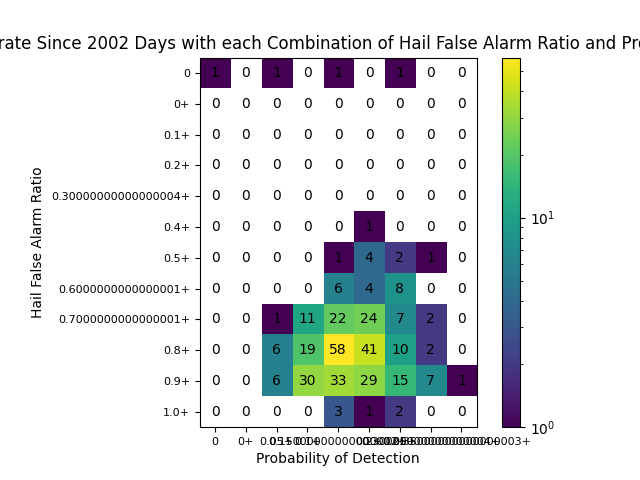 rate Since 2002 Days with each Combination of Hail False Alarm Ratio and Pro
Hail False Alarm Ratio
0 1 0 1 0 1 0 1 0 0
0+ 0 0 0 0 0 0 0 0 0
0.1+ 0 0 0 0 0 0 0 0 0
0.2+ 0 0 0 0 0 0 0 0 0
0.30000000000000004+ 0 0 0 0 0 0 0 0 0
0.4+ 0 0 0 0 0 1 0 0 0
0.5+ 0 0 0 0 1 4 2 1 0
0.6000000000000001+ 0 0 0 0 6 4 8 0 0
0.7000000000000001+ 0 0 1 11 22 24 7 2 0
0.8+ 0 0 6 19 58 41 10 2 0
0.9+ 0 0 6 30 33 29 15 7 1
1.0+ 0 0 0 0 3 1 2 0 0
0 0+
Probability of Detection
10¹
10⁰